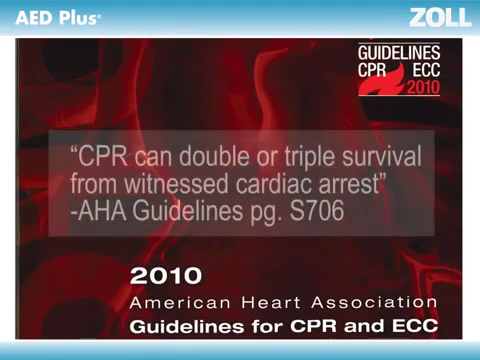 AED Plus®
ZOLL
GUIDELINES
CPR ECC
2010
“CPR can double or triple survival
from witnessed cardiac arrest”
-AHA Guidelines pg. S706
2010
American Heart Association
Guidelines for CPR and ECC